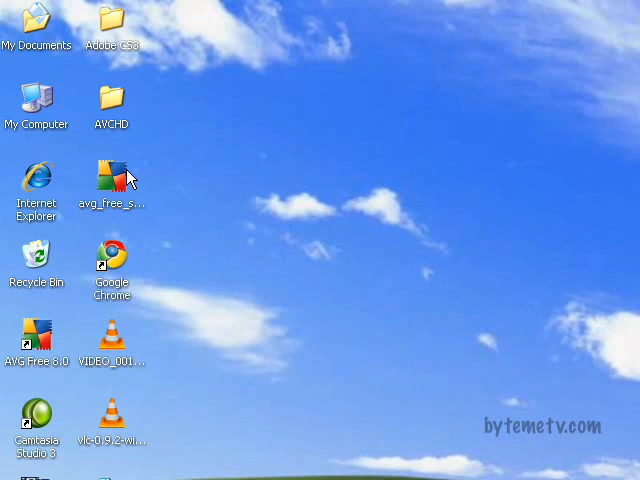 My Documents
Adobe CS3
My Computer
AVCHD
Internet
Explorer
avg_free_s...
Recycle Bin
Google
Chrome
AVG Free 8.0
VIDEO_001...
Camtasia
Studio 3
vlc-0.9.2-wi...
bytemetv.com